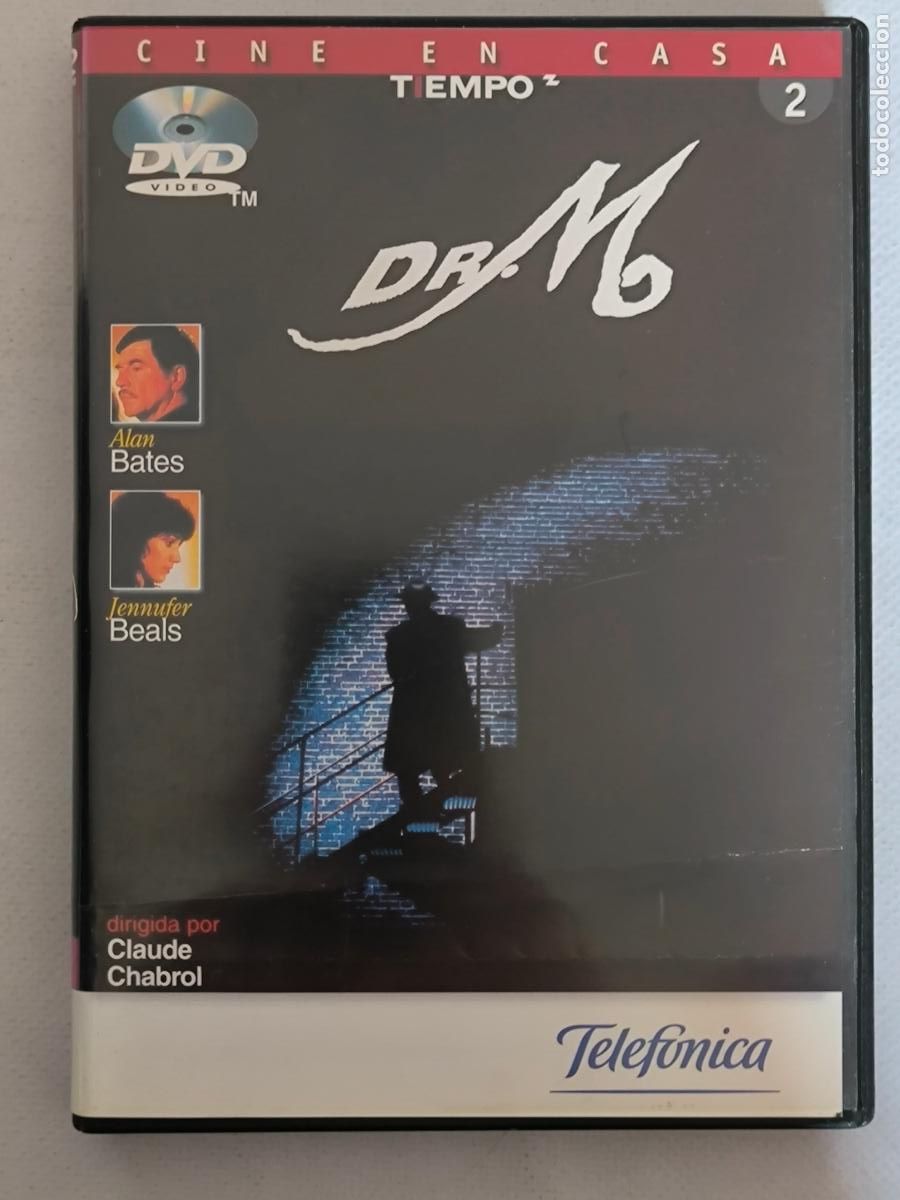 CINE EN CASA
TIEMPO
2
DVD
VIDEO
TM
DR. M
Alan
Bates
Jennufer
Beals
dirigida por
Claude
Chabrol
Telefónica
todocoleccion